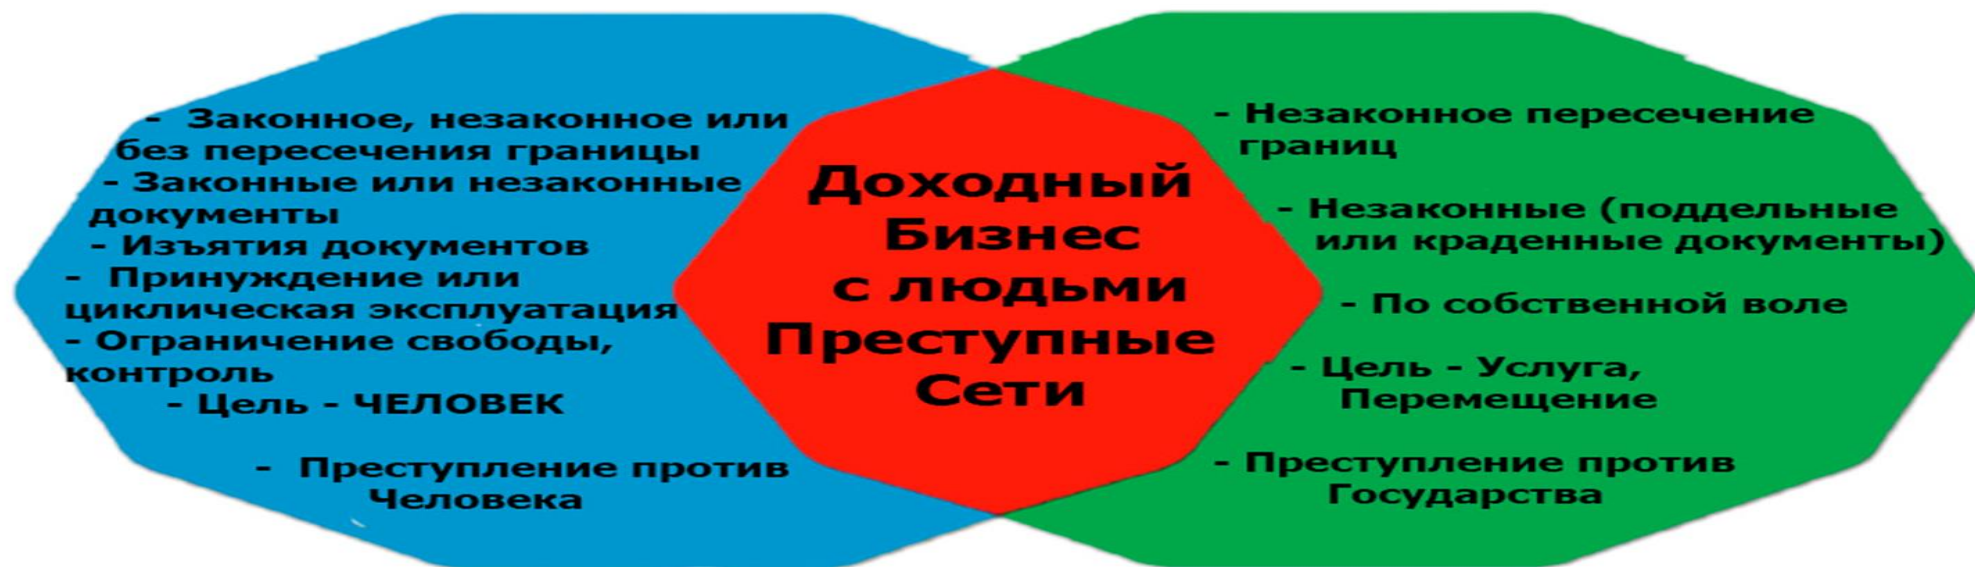 - Законное, незаконное или
без пересечения границы
- Законные или незаконные
документы
- Изъятия документов
- Принуждение или
циклическая эксплуатация
- Ограничение свободы,
контроль
- Цель - ЧЕЛОВЕК
- Преступление против
Человека
Доходный
Бизнес
с людьми
Преступные
Сети
- Незаконное пересечение
границ
- Незаконные (поддельные
или краденные документы)
- По собственной воле
- Цель - Услуга,
Перемещение
- Преступление против
Государства